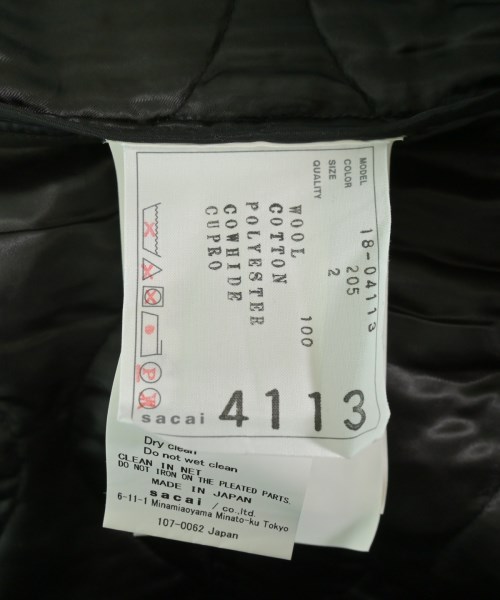 MODEL 18-04113
COLOR 205
SIZE 2
QUALITY
WOOL 100
COTTON
POLYESTER
COWHIDE
CUPRO
P
W
sacai 4113
Dry clean
Do not wet clean
CLEAN IN NET
DO NOT IRON ON THE PLEATED PARTS.
MADE IN JAPAN
sacai / co.,ltd.
6-11-1 Minamiaoyama Minato-ku Tokyo
107-0062 Japan